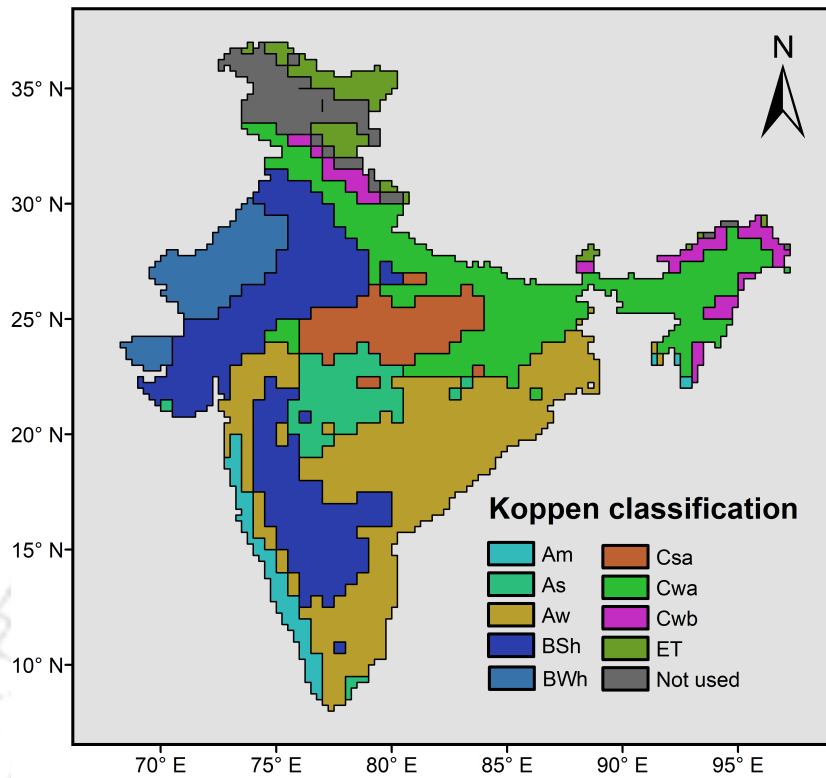 N
35° N
30° N
25° N
20° N
15° N
10° N
Koppen classification
Am
As
Aw
BSh
BWh
Csa
Cwa
Cwb
ET
Not used
70° E
75° E
80° E
85° E
90° E
95° E